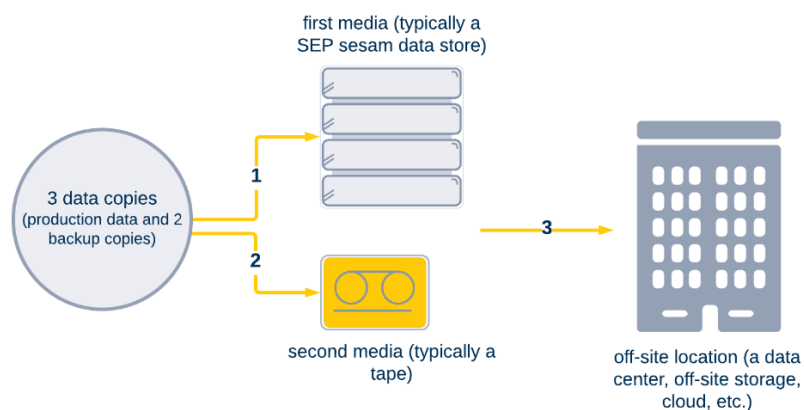 first media (typically a
SEP sesam data store)
1
3 data copies
(production data and 2
backup copies)
2
3
second media (typically a
tape)
off-site location (a data
center, off-site storage,
cloud, etc.)